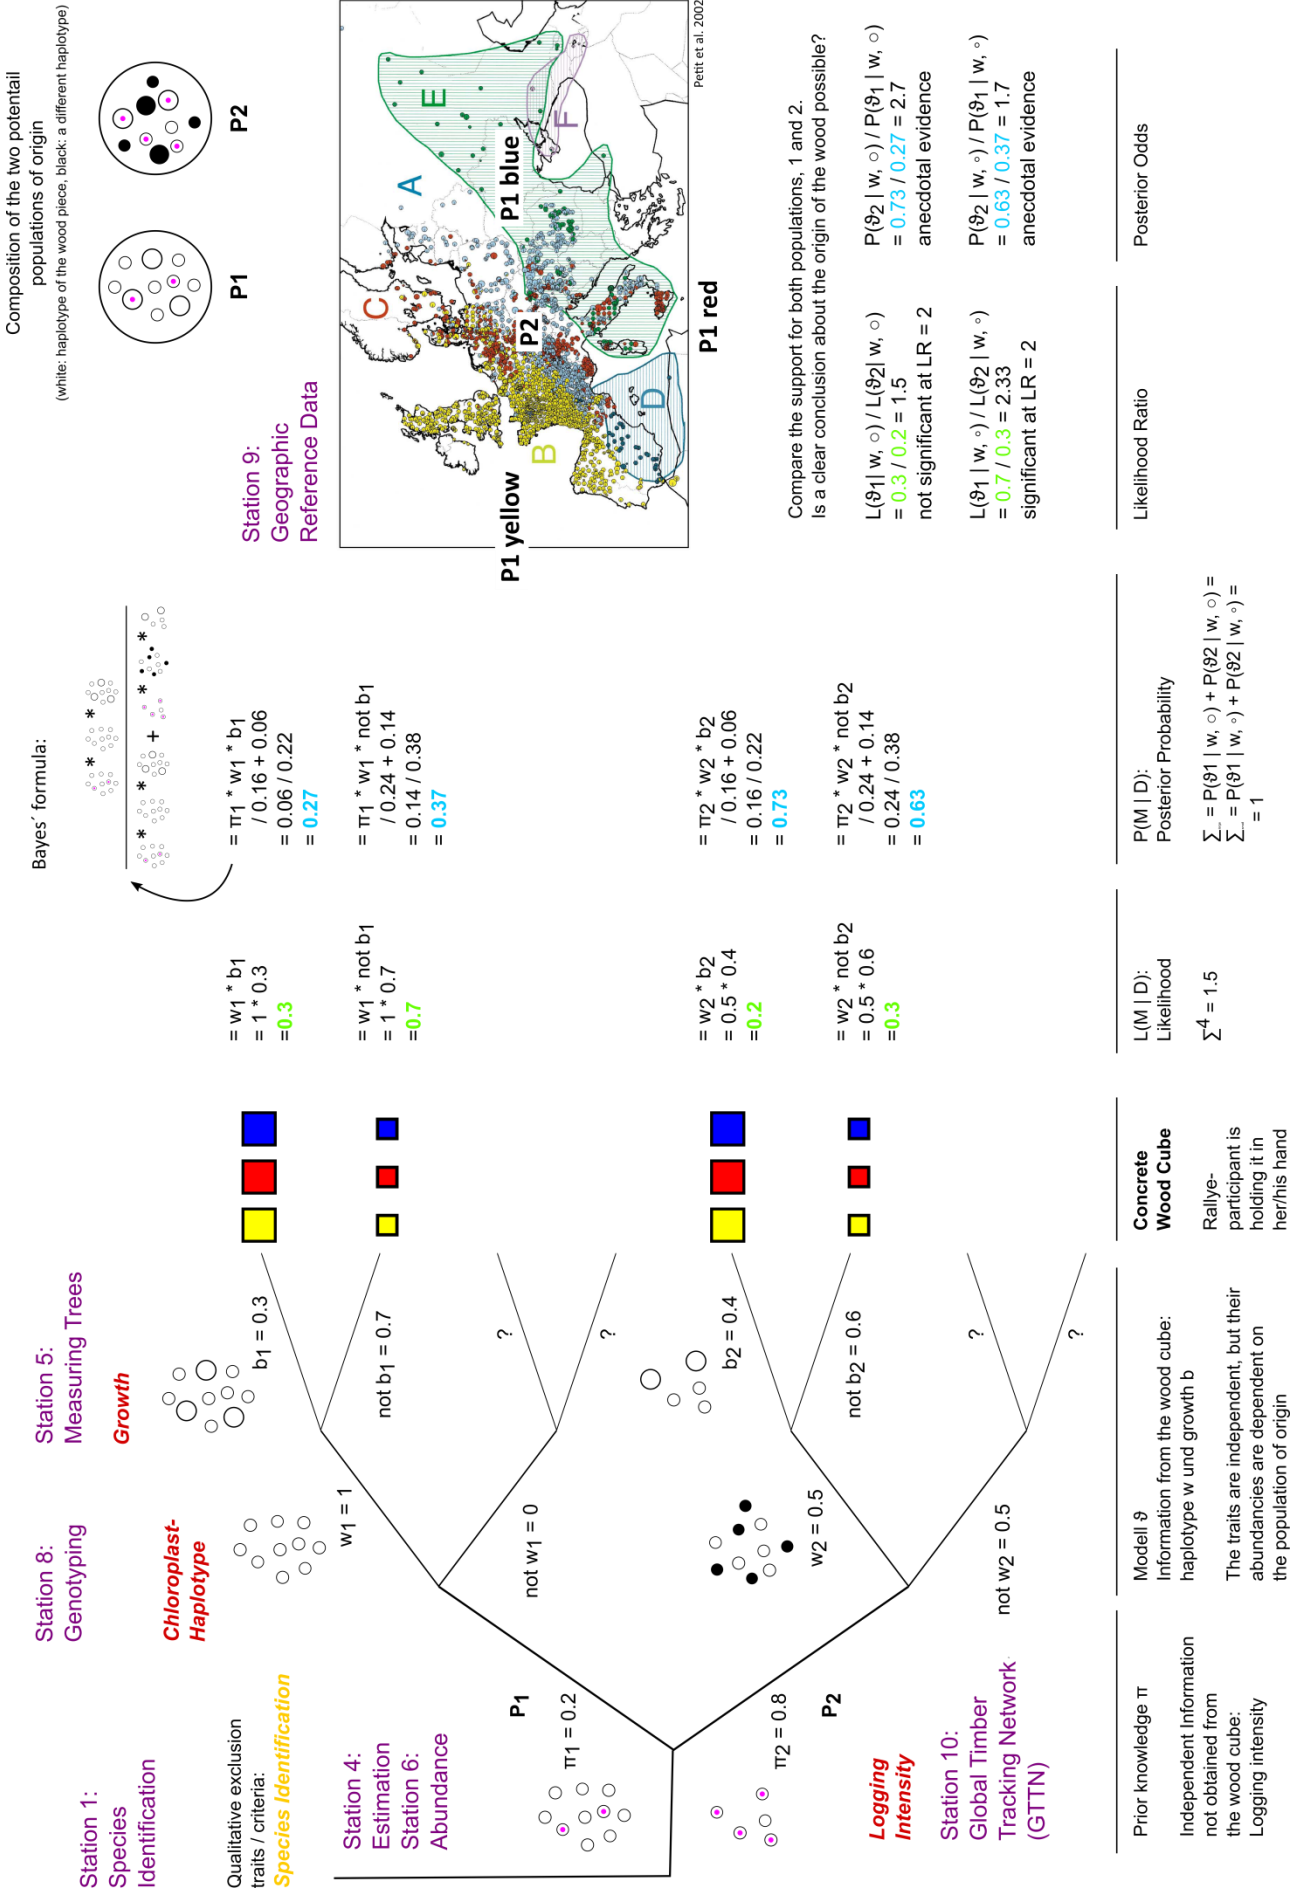 Station 1:
Species
Identification
Qualitative exclusion
traits / criteria:
Species Identification
Station 4:
Estimation
Station 6:
Abundance
P1
π1 = 0.2
π2 = 0.8
P2
Logging
Intensity
Station 10:
Global Timber
Tracking Network
(GTTN)
Station 8:
Genotyping
Chloroplast-
Haplotype
w1 = 1
not w1 = 0
w2 = 0.5
not w2 = 0.5
Station 5:
Measuring Trees
Growth
b1 = 0.3
not b1 = 0.7
?
?
b2 = 0.4
not b2 = 0.6
?
?
= w1 * b1
= 1 * 0.3
=0.3
= w1 * not b1
= 1 * 0.7
=0.7
= w2 * b2
= 0.5 * 0.4
=0.2
= w2 * not b2
= 0.5 * 0.6
=0.3
Bayes´ formula:
* *
* * + * *
= π1 * w1 * b1
/ 0.16 + 0.06
= 0.06 / 0.22
= 0.27
= π1 * w1 * not b1
/ 0.24 + 0.14
= 0.14 / 0.38
= 0.37
= π2 * w2 * b2
/ 0.16 + 0.06
= 0.16 / 0.22
= 0.73
= π2 * w2 * not b2
/ 0.24 + 0.14
= 0.24 / 0.38
= 0.63
Composition of the two potentail
populations of origin
(white: haplotype of the wood piece, black: a different haplotype)
P1
P2
Station 9:
Geographic
Reference Data
A
B
C
D
E
F
P1 yellow
P2
P1 blue
P1 red
Petit et al. 2002
Compare the support for both populations, 1 and 2.
Is a clear conclusion about the origin of the wood possible?
L(ϑ1 | w, ○) / L(ϑ2| w, ○)
= 0.3 / 0.2 = 1.5
not significant at LR = 2
L(ϑ1 | w, ∘) / L(ϑ2 | w, ∘)
= 0.7 / 0.3 = 2.33
significant at LR = 2
P(ϑ2 | w, ○) / P(ϑ1 | w, ○)
= 0.73 / 0.27 = 2.7
anecdotal evidence
P(ϑ2 | w, ∘) / P(ϑ1 | w, ∘)
= 0.63 / 0.37 = 1.7
anecdotal evidence
Prior knowledge π
Independent Information
not obtained from
the wood cube:
Logging intensity
Modell ϑ
Information from the wood cube:
haplotype w und growth b
The traits are independent, but their
abundances are dependent on
the population of origin
Concrete
Wood Cube
Rallye-
participant is
holding it in
her/his hand
L(M | D):
Likelihood
Σ4 = 1.5
P(M | D):
Posterior Probability
Σ = P(ϑ1 | w, ○) + P(ϑ2 | w, ○) =
Σ = P(ϑ1 | w, ∘) + P(ϑ2 | w, ∘) =
= 1
Likelihood Ratio
Posterior Odds